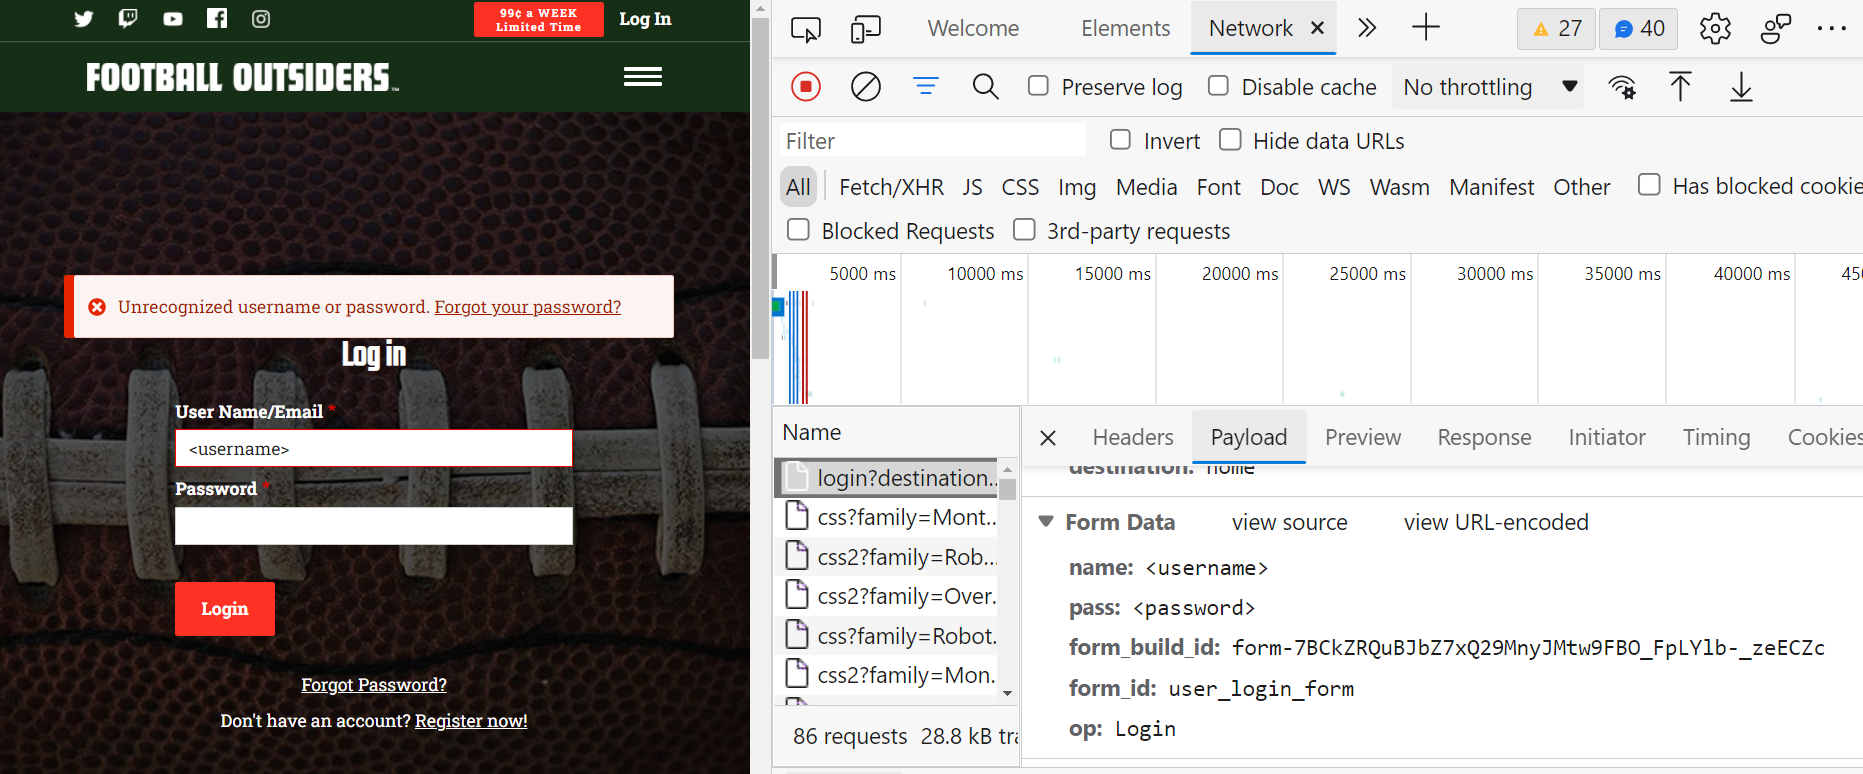 99¢ a WEEK
Limited Time
Log In
FOOTBALL OUTSIDERS™
Unrecognized username or password. Forgot your password?
Log in
User Name/Email *
<username>
Password *
Login
Forgot Password?
Don't have an account? Register now!
Welcome Elements Network 27 40
Preserve log Disable cache No throttling
Filter Invert Hide data URLs
All Fetch/XHR JS CSS Img Media Font Doc WS Wasm Manifest Other Has blocked cookie
Blocked Requests 3rd-party requests
5000 ms 10000 ms 15000 ms 20000 ms 25000 ms 30000 ms 35000 ms 40000 ms 450
Name
login?destination...
css?family=Mont...
css2?family=Rob...
css2?family=Over...
css?family=Robot...
css2?family=Mon...
86 requests 28.8 kB tra
Headers Payload Preview Response Initiator Timing Cookies
destination: home
Form Data view source view URL-encoded
name: <username>
pass: <password>
form_build_id: form-7BCkZRQuBJbZ7xQ29MnyJMtw9FBO_FpLYlb-_zeECZc
form_id: user_login_form
op: Login